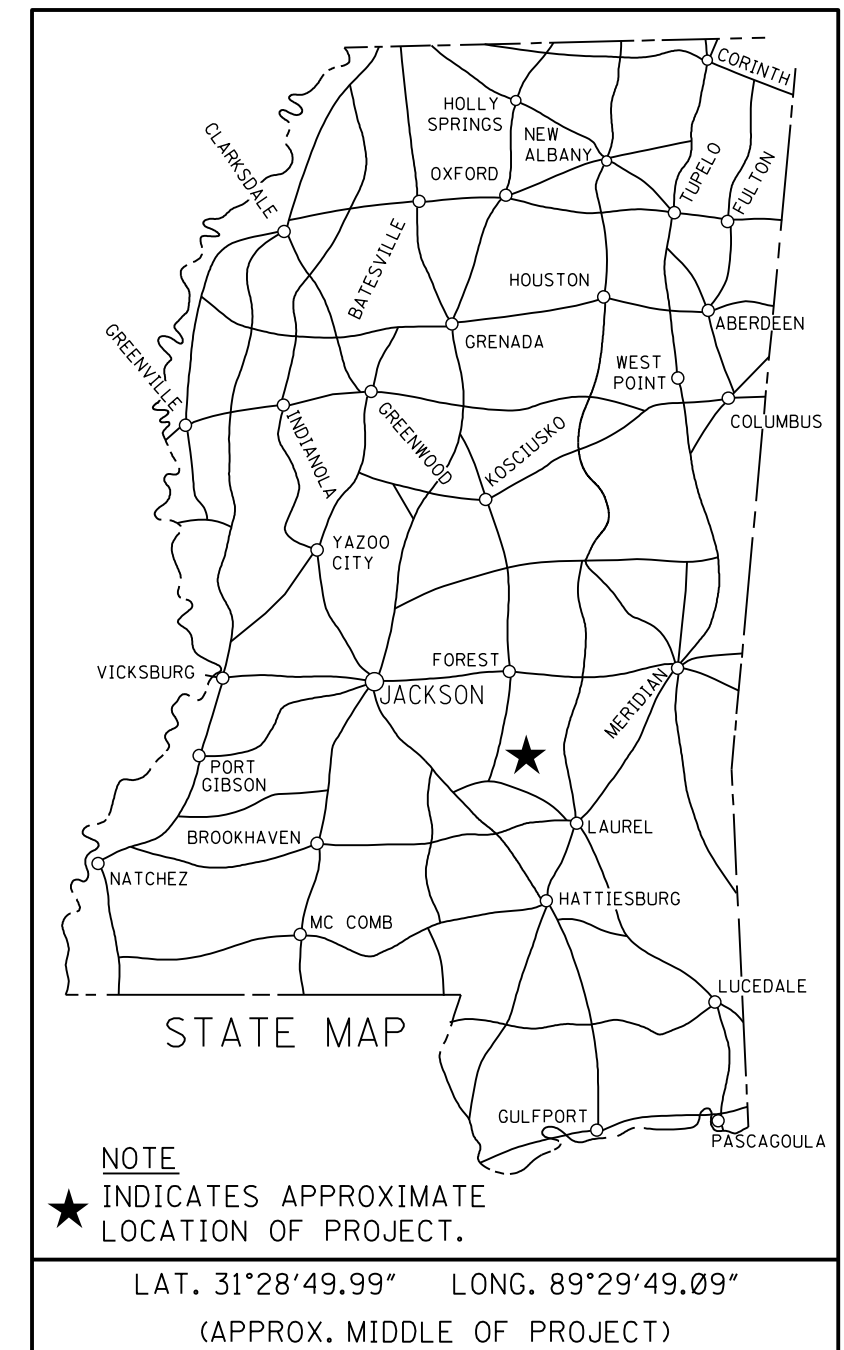 CORINTH
HOLLY
SPRINGS
NEW
ALBANY
CLARKSDALE
OXFORD
TUPELO
FULTON
BATESVILLE
HOUSTON
ABERDEEN
GRENADA
GREENVILLE
WEST
POINT
COLUMBUS
INDIANOLA
GREENWOOD
KOSCIUSKO
YAZOO
CITY
VICKSBURG
FOREST
JACKSON
MERIDIAN
PORT
GIBSON
BROOKHAVEN
LAUREL
NATCHEZ
HATTIESBURG
MC COMB
LUCEDALE
STATE MAP
GULFPORT
PASCAGOULA
NOTE
★ INDICATES APPROXIMATE
LOCATION OF PROJECT.
LAT. 31°28'49.99" LONG. 89°29'49.09"
(APPROX. MIDDLE OF PROJECT)